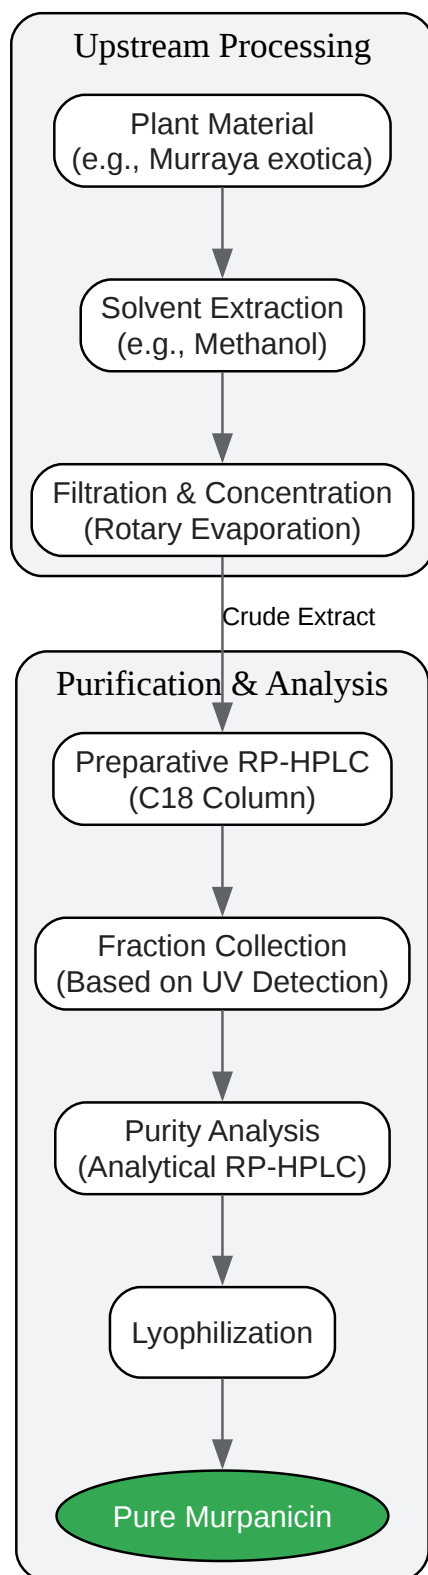 Upstream Processing
Plant Material
(e.g., Murraya exotica)
Solvent Extraction
(e.g., Methanol)
Filtration & Concentration
(Rotary Evaporation)
Crude Extract
Purification & Analysis
Preparative RP-HPLC
(C18 Column)
Fraction Collection
(Based on UV Detection)
Purity Analysis
(Analytical RP-HPLC)
Lyophilization
Pure Murpanicin